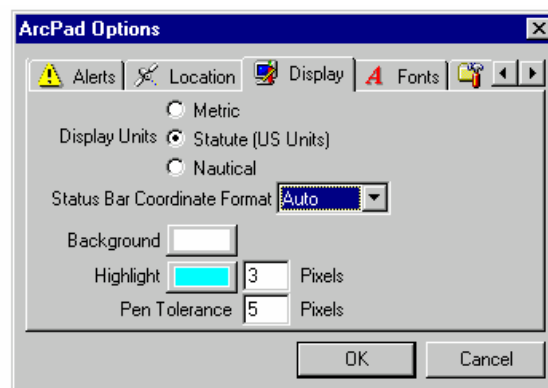 ArcPad Options
Alerts Location Display Fonts
Metric
Display Units Statute (US Units)
Nautical
Status Bar Coordinate Format Auto
Background
Highlight 3 Pixels
Pen Tolerance 5 Pixels
OK Cancel